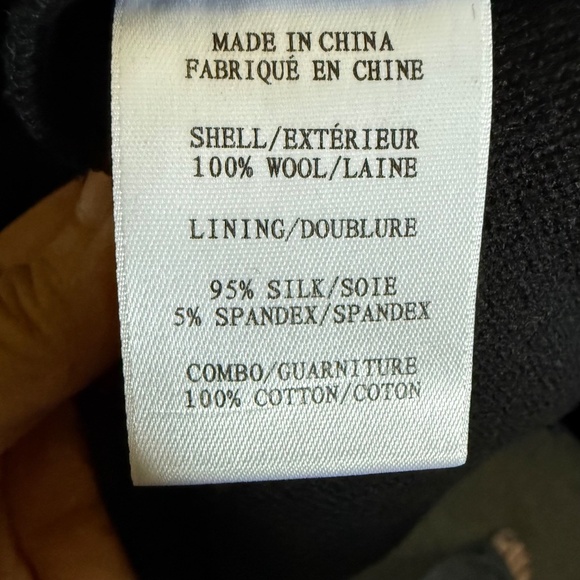 MADE IN CHINA
FABRIQUÉ EN CHINE
SHELL/EXTÉRIEUR
100% WOOL/LAINE
LINING/DOUBLURE
95% SILK/SOIE
5% SPANDEX/SPANDEX
COMBO/GUARNITURE
100% COTTON/COTON